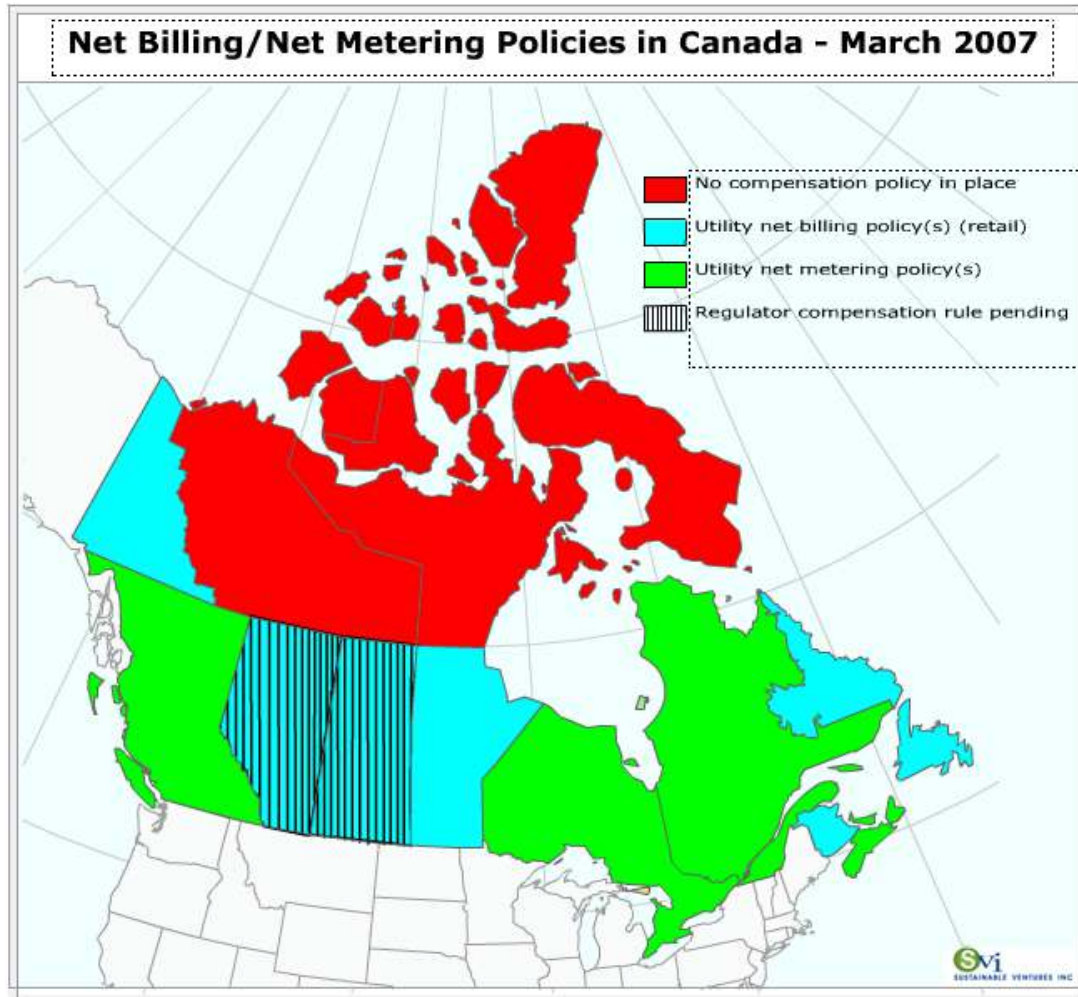 Net Billing/Net Metering Policies in Canada - March 2007
No compensation policy in place
Utility net billing policy(s) (retail)
Utility net metering policy(s)
Regulator compensation rule pending
SVi
SUSTAINABLE VENTURES INC